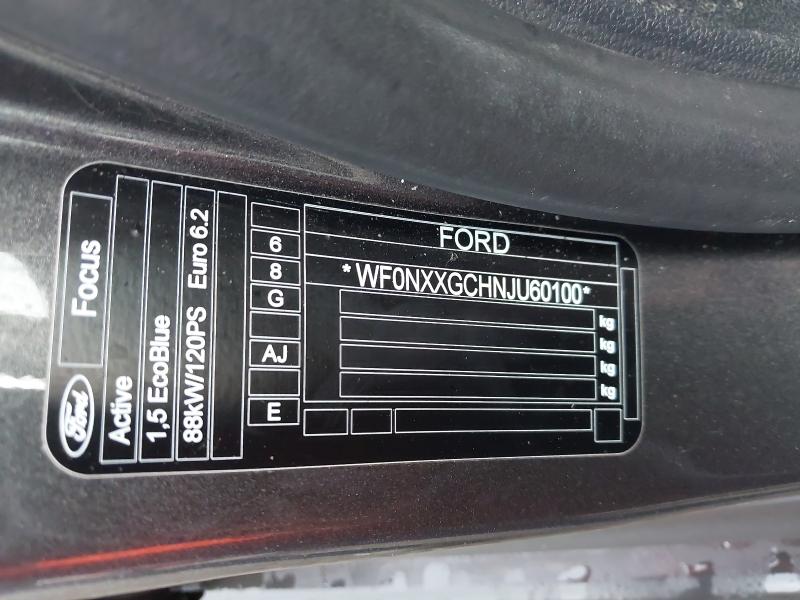 Ford
Focus
Active
1,5 EcoBlue
88kW/120PS Euro 6.2
6
8
G
AJ
E
FORD
*WF0NXXGCHNJU60100*
kg
kg
kg
kg